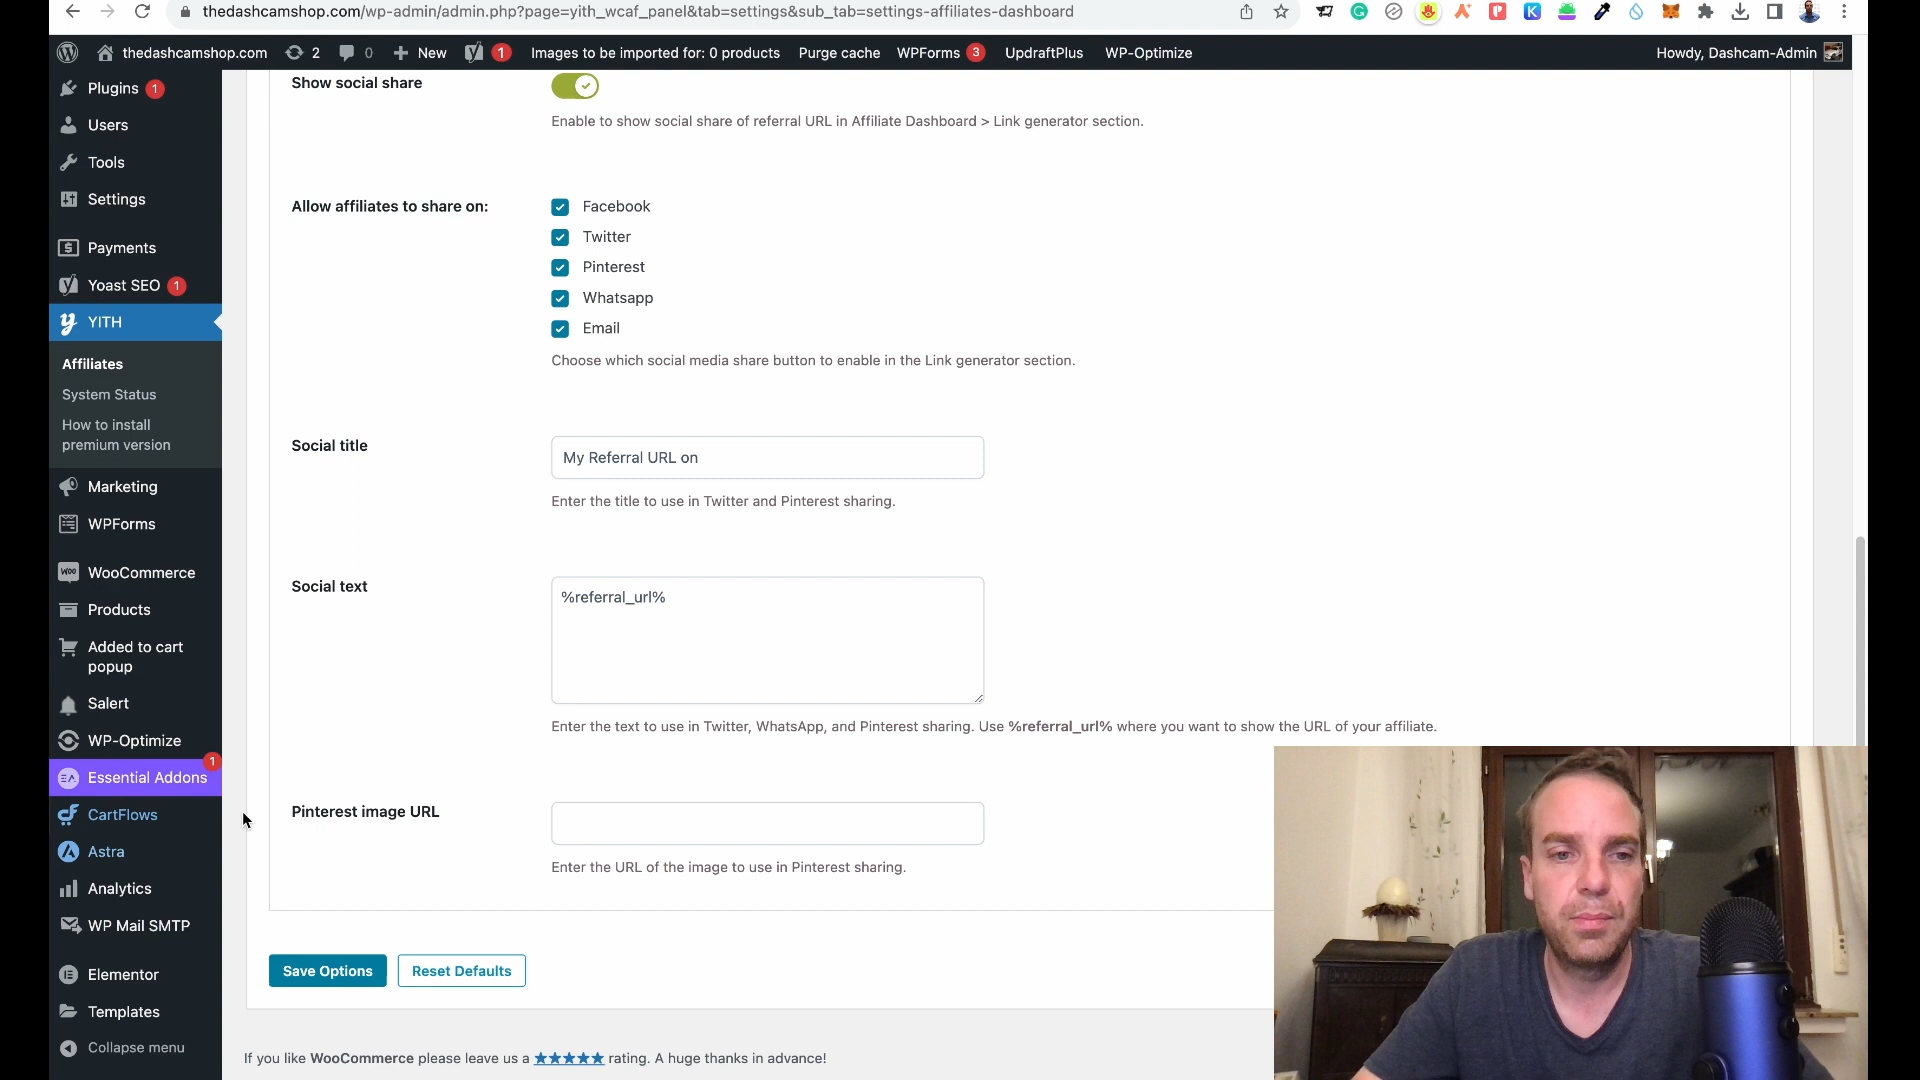 thedashcamshop.com/wp-admin/admin.php?page=yith_wcaf_panel&tab=settings&sub_tab=settings-affiliates-dashboard
thedashcamshop.com 2 0 New 1 Images to be imported for: 0 products Purge cache WPForms 3 UpdraftPlus WP-Optimize Howdy, Dashcam-Admin
Plugins 1
Users
Tools
Settings
Payments
Yoast SEO 1
YITH
Affiliates
System Status
How to install
premium version
Marketing
WPForms
WooCommerce
Products
Added to cart
popup
Salert
WP-Optimize
Essential Addons 1
CartFlows
Astra
Analytics
WP Mail SMTP
Elementor
Templates
Collapse menu
Show social share
Enable to show social share of referral URL in Affiliate Dashboard > Link generator section.
Allow affiliates to share on:
Facebook
Twitter
Pinterest
Whatsapp
Email
Choose which social media share button to enable in the Link generator section.
Social title
My Referral URL on
Enter the title to use in Twitter and Pinterest sharing.
Social text
%referral_url%
Enter the text to use in Twitter, WhatsApp, and Pinterest sharing. Use %referral_url% where you want to show the URL of your affiliate.
Pinterest image URL
Enter the URL of the image to use in Pinterest sharing.
Save Options
Reset Defaults
If you like WooCommerce please leave us a ★★★★★ rating. A huge thanks in advance!